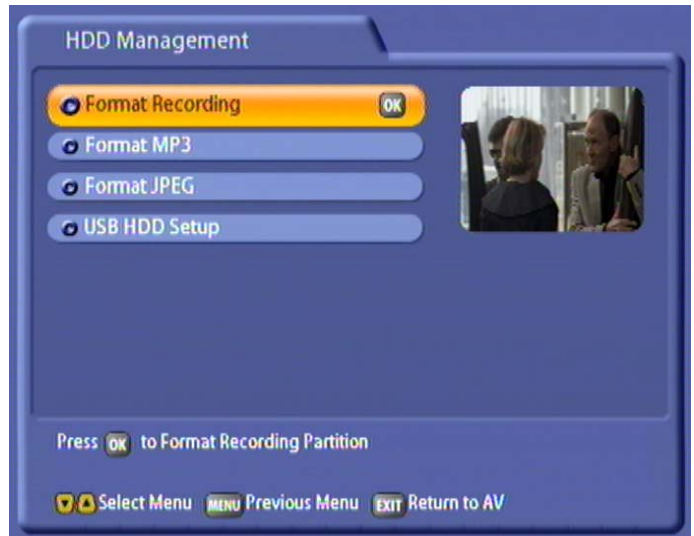 HDD Management
Format Recording OK
Format MP3
Format JPEG
USB HDD Setup
Press OK to Format Recording Partition
Select Menu MENU Previous Menu EXIT Return to AV